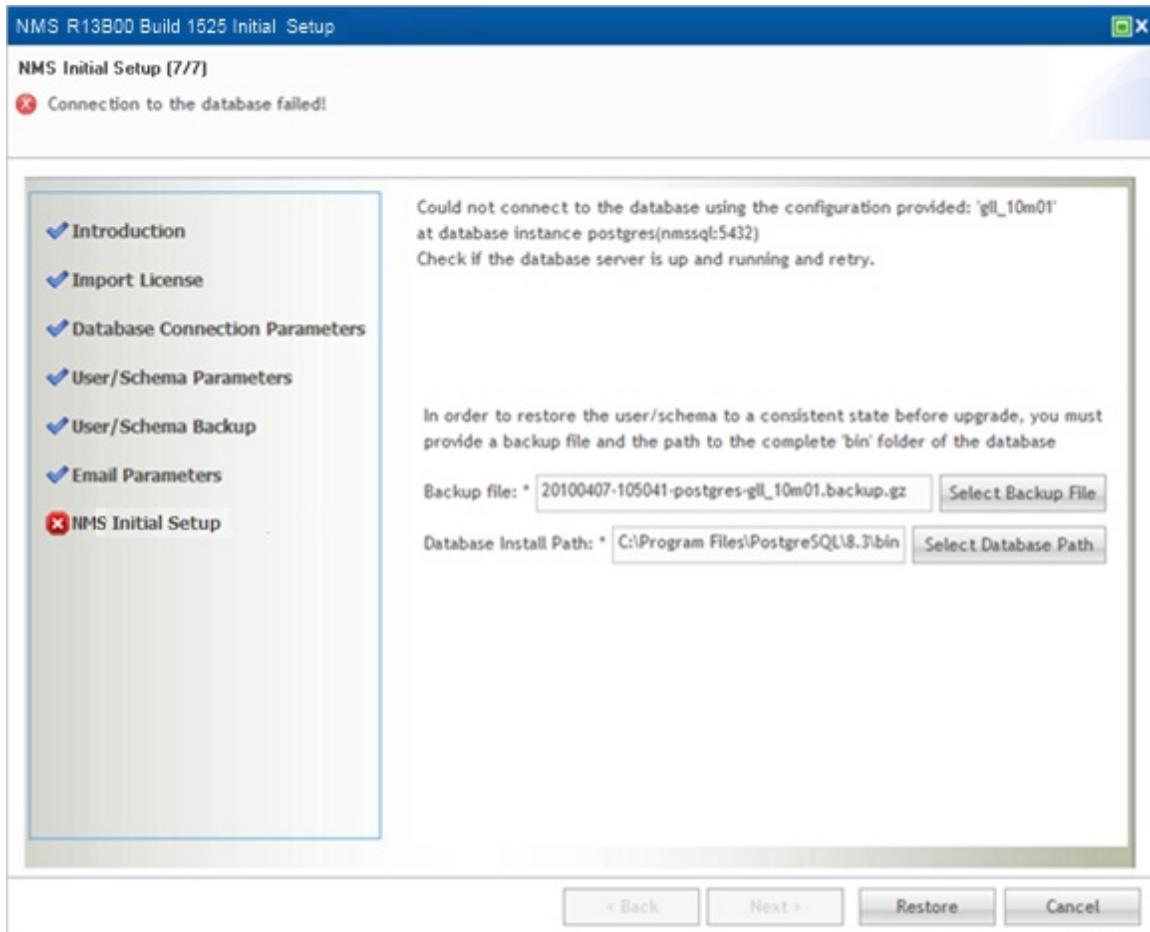 NMS R13B00 Build 1525 Initial Setup
NMS Initial Setup (7/7)
Connection to the database failed!
Introduction
Import License
Database Connection Parameters
User/Schema Parameters
User/Schema Backup
Email Parameters
NMS Initial Setup
Could not connect to the database using the configuration provided: 'gll_10m01'
at database instance postgres(nmssql:5432)
Check if the database server is up and running and retry.
In order to restore the user/schema to a consistent state before upgrade, you must
provide a backup file and the path to the complete 'bin' folder of the database
Backup file: * 20100407-105041-postgres-gll_10m01.backup.gz Select Backup File
Database Install Path: * C:\Program Files\PostgreSQL\8.3\bin Select Database Path
< Back Next > Restore Cancel